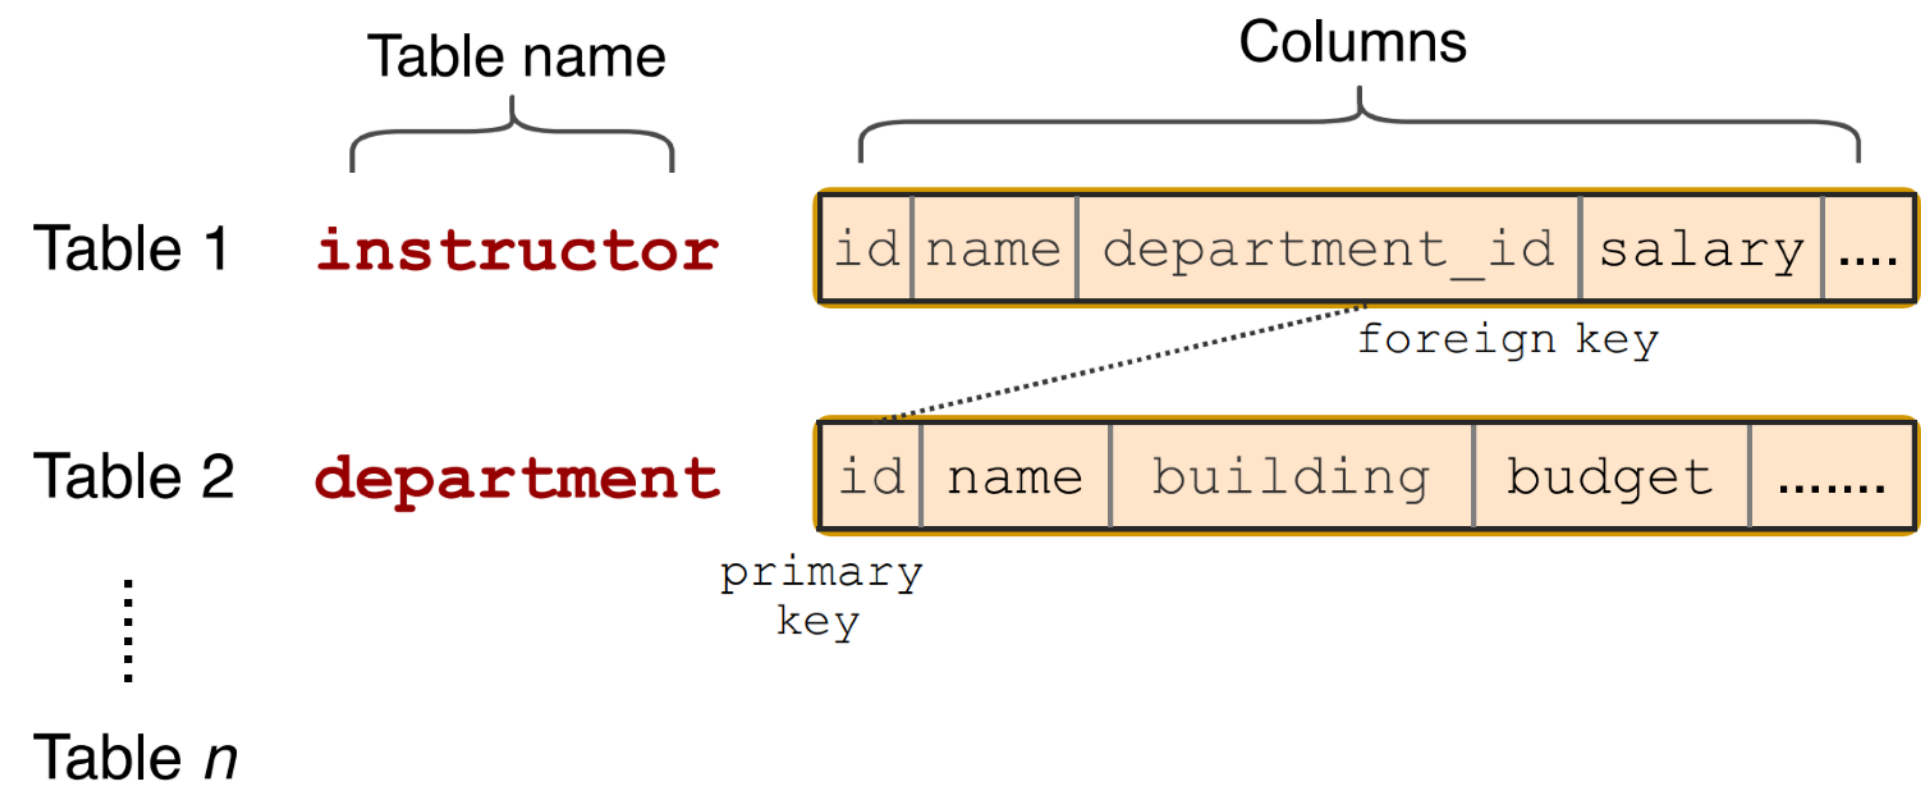 Table name
Columns
Table 1 instructor id name department_id salary ....
foreign key
Table 2 department id name building budget .......
primary
key
Table n